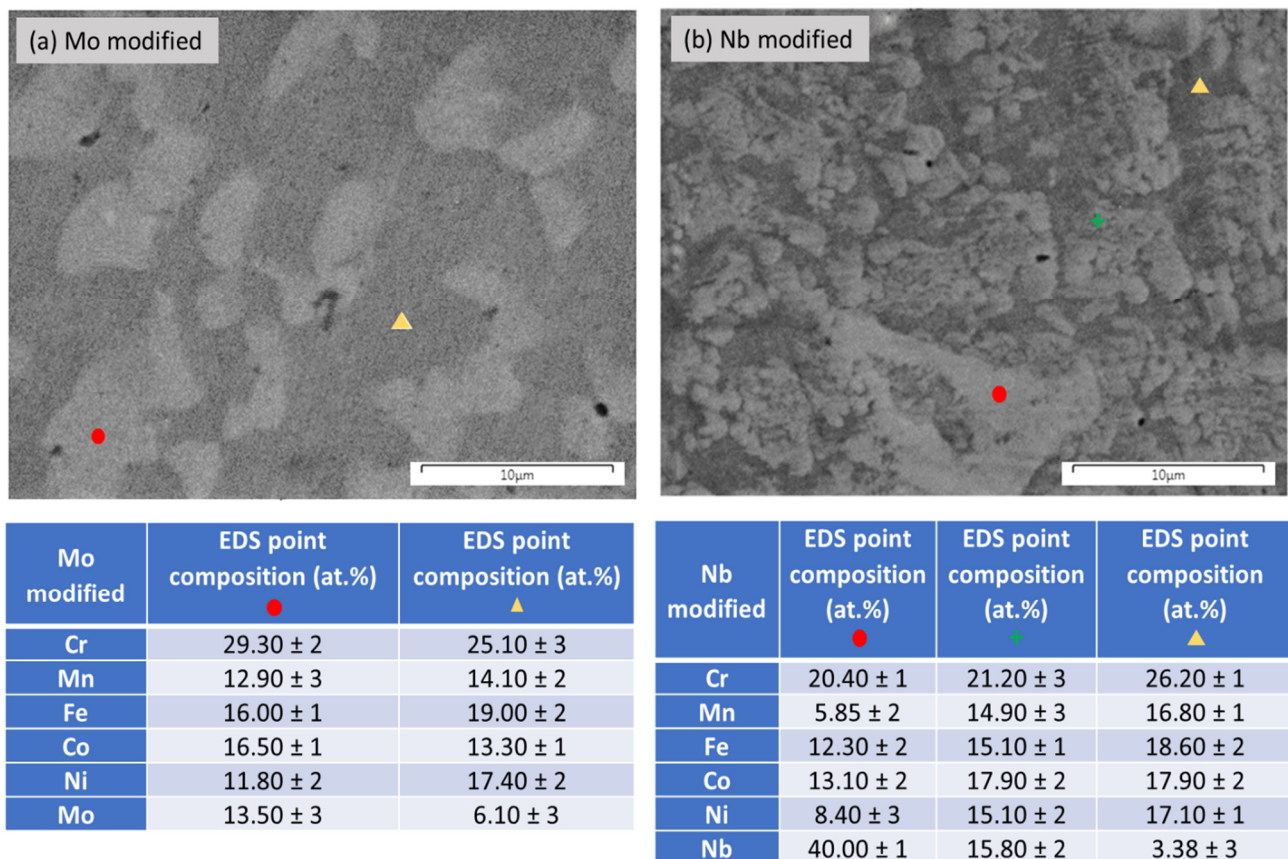 (a) Mo modified
10μm
(b) Nb modified
10μm
Mo modified
EDS point composition (at.%)
EDS point composition (at.%)
Cr 29.30 ± 2 25.10 ± 3
Mn 12.90 ± 3 14.10 ± 2
Fe 16.00 ± 1 19.00 ± 2
Co 16.50 ± 1 13.30 ± 1
Ni 11.80 ± 2 17.40 ± 2
Mo 13.50 ± 3 6.10 ± 3
Nb modified
EDS point composition (at.%)
EDS point composition (at.%)
EDS point composition (at.%)
Cr 20.40 ± 1 21.20 ± 3 26.20 ± 1
Mn 5.85 ± 2 14.90 ± 3 16.80 ± 1
Fe 12.30 ± 2 15.10 ± 1 18.60 ± 2
Co 13.10 ± 2 17.90 ± 2 17.90 ± 2
Ni 8.40 ± 3 15.10 ± 2 17.10 ± 1
Nb 40.00 ± 1 15.80 ± 2 3.38 ± 3